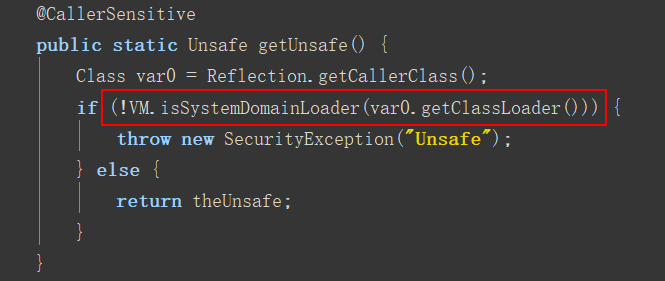 @CallerSensitive
public static Unsafe getUnsafe() {
Class var0 = Reflection.getCallerClass();
if (!VM.isSystemDomainLoader(var0.getClassLoader())) {
throw new SecurityException("Unsafe");
} else {
return theUnsafe;
}
}